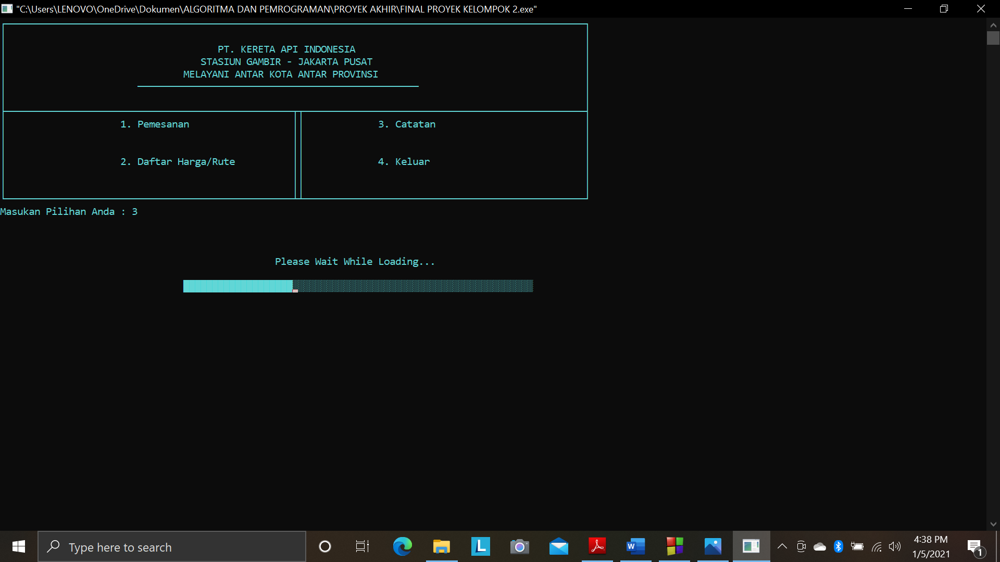 "C:\Users\LENOVO\OneDrive\Dokumen\ALGORITMA DAN PEMROGRAMAN\PROYEK AKHIR\FINAL PROYEK KELOMPOK 2.exe"
PT. KERETA API INDONESIA
STASIUN GAMBIR - JAKARTA PUSAT
MELAYANI ANTAR KOTA ANTAR PROVINSI
1. Pemesanan
3. Catatan
2. Daftar Harga/Rute
4. Keluar
Masukan Pilihan Anda : 3
Please Wait While Loading...
Type here to search
L
W
4:38 PM
1/5/2021
1